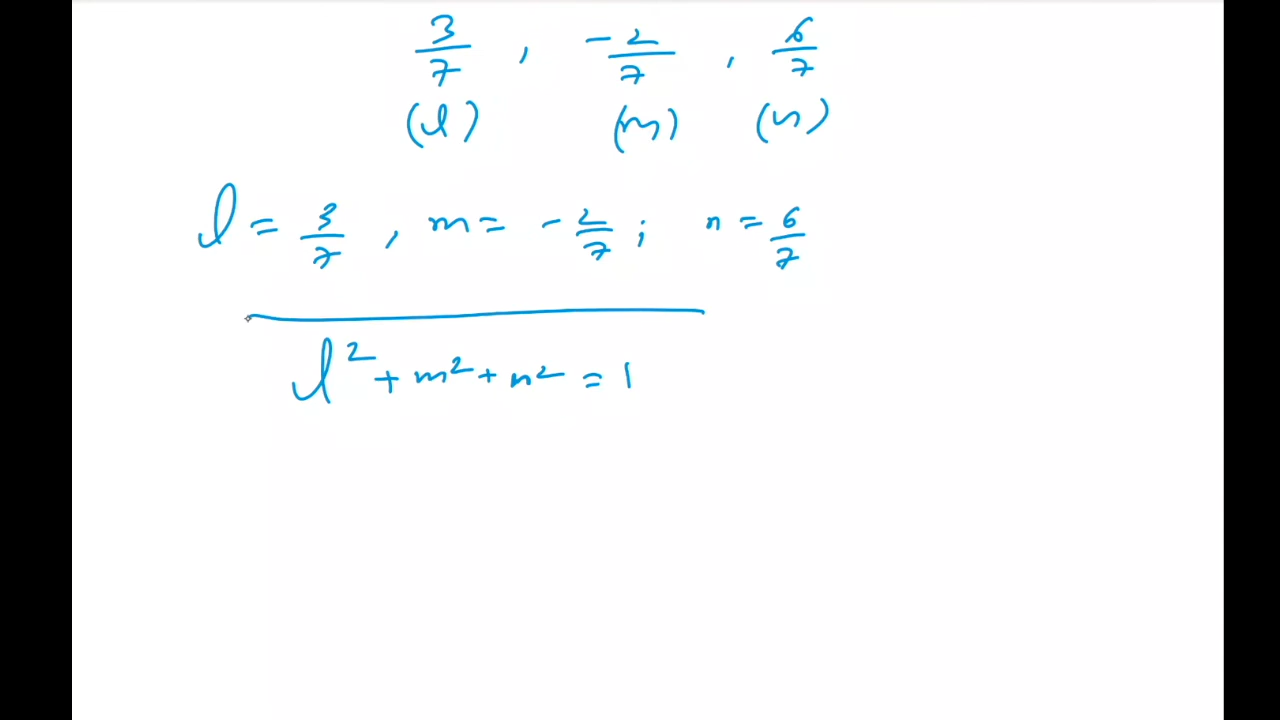 3/7 , -2/7 , 6/7
(l) (m) (n)
l = 3/7 , m = -2/7 ; n = 6/7
l² + m² + n² = 1